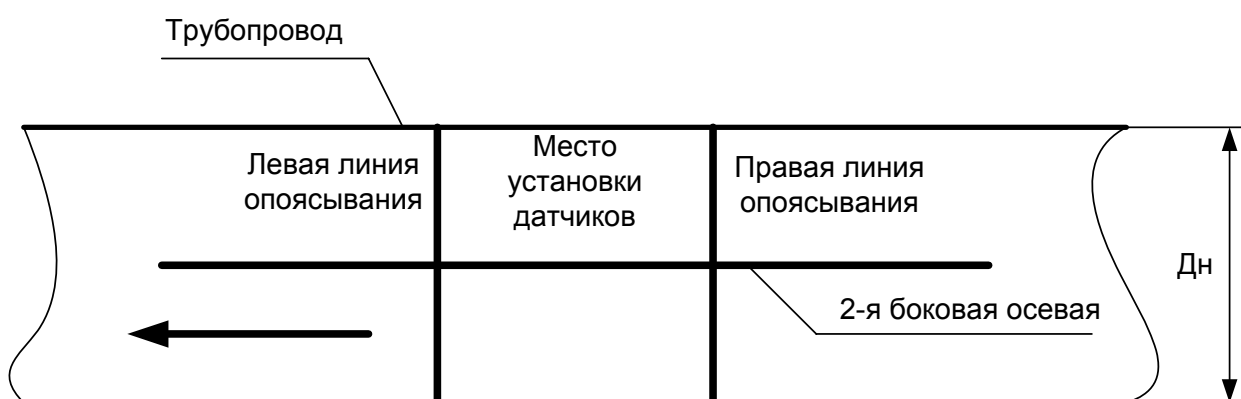 Трубопровод
Левая линия
опоясывания
Место
установки
датчиков
Правая линия
опоясывания
Дн
2-я боковая осевая